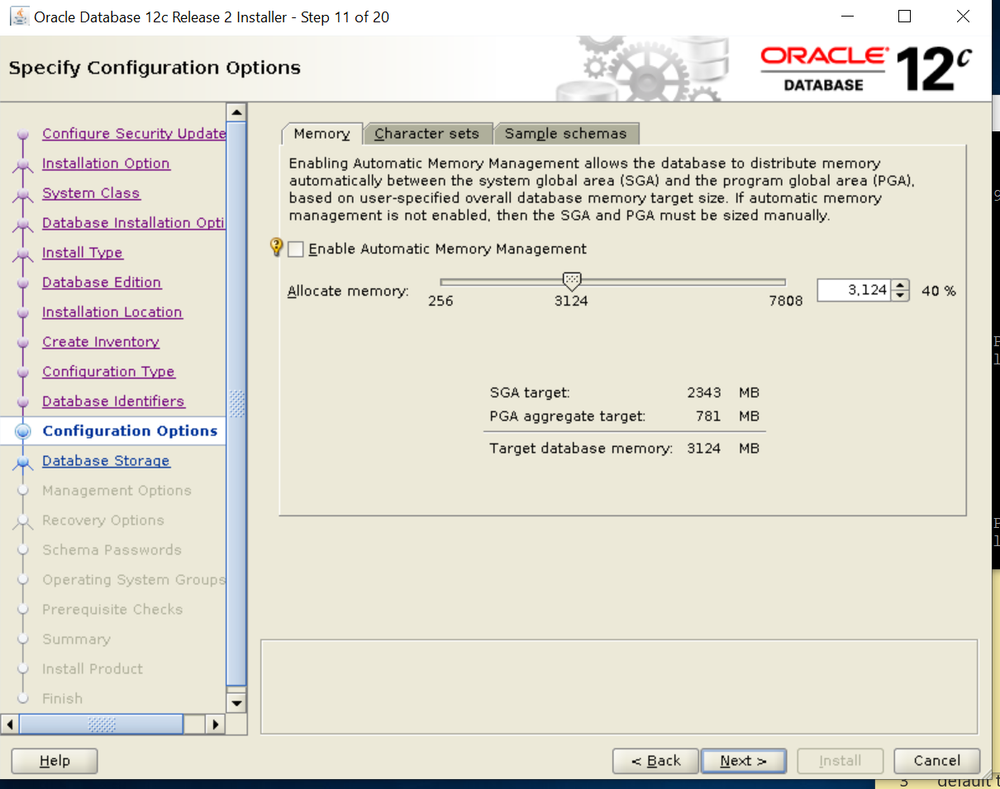 Oracle Database 12c Release 2 Installer - Step 11 of 20
Specify Configuration Options
ORACLE
DATABASE
12c
Configure Security Update
Installation Option
System Class
Database Installation Opti
Install Type
Database Edition
Installation Location
Create Inventory
Configuration Type
Database Identifiers
Configuration Options
Database Storage
Management Options
Recovery Options
Schema Passwords
Operating System Groups
Prerequisite Checks
Summary
Install Product
Finish
Memory
Character sets
Sample schemas
Enabling Automatic Memory Management allows the database to distribute memory
automatically between the system global area (SGA) and the program global area (PGA),
based on user-specified overall database memory target size. If automatic memory
management is not enabled, then the SGA and PGA must be sized manually.
Enable Automatic Memory Management
Allocate memory:
256
3124
7808
3,124
40 %
SGA target: 2343 MB
PGA aggregate target: 781 MB
Target database memory: 3124 MB
Help
< Back
Next >
Install
Cancel
3 default t